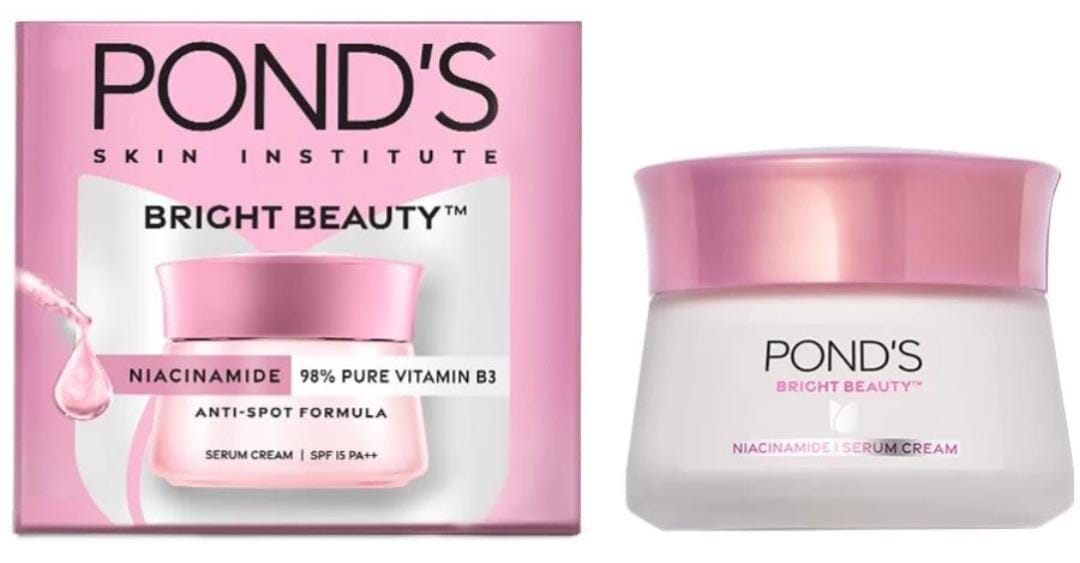 POND'S
SKIN INSTITUTE
BRIGHT BEAUTY™
NIACINAMIDE 98% PURE VITAMIN B3
ANTI-SPOT FORMULA
SERUM CREAM | SPF 15 PA++
POND'S
BRIGHT BEAUTY™
NIACINAMIDE | SERUM CREAM